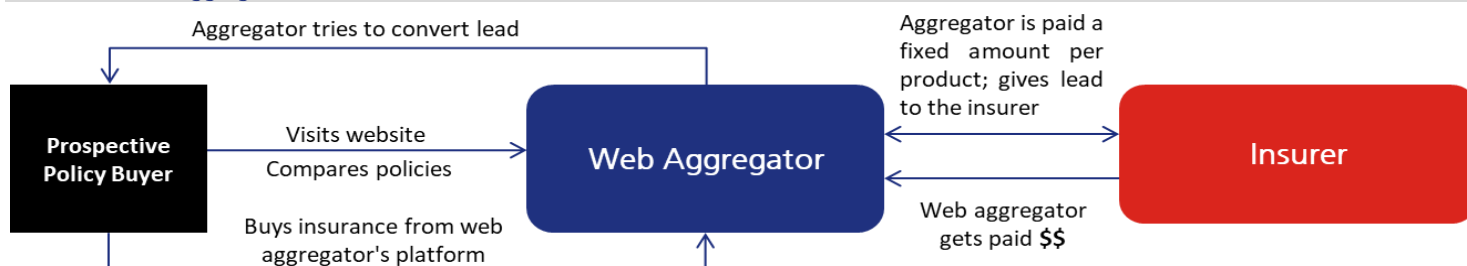 Aggregator tries to convert lead
Aggregator is paid a
fixed amount per
product; gives lead
to the insurer
Prospective
Policy Buyer
Visits website
Compares policies
Web Aggregator
Insurer
Buys insurance from web
aggregator's platform
Web aggregator
gets paid $$